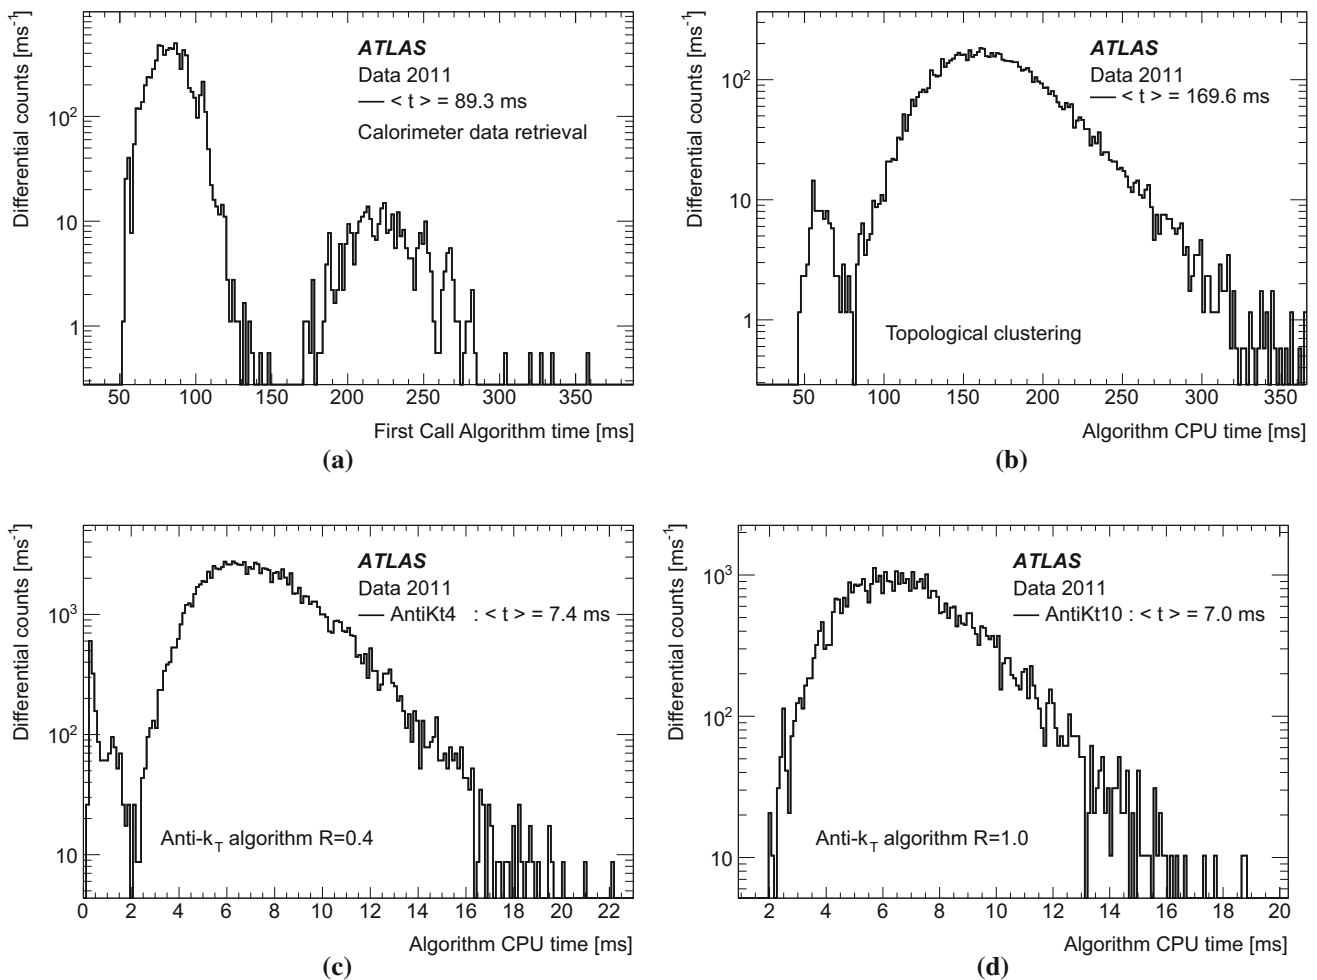 Differential counts [ms-1]
10²
10
1
ATLAS
Data 2011
< t > = 89.3 ms
Calorimeter data retrieval
50 100 150 200 250 300 350
First Call Algorithm time [ms]
(a)
Differential counts [ms-1]
10²
10
1
ATLAS
Data 2011
< t > = 169.6 ms
Topological clustering
50 100 150 200 250 300 350
Algorithm CPU time [ms]
(b)
Differential counts [ms-1]
10³
10²
10
ATLAS
Data 2011
AntiKt4 : < t > = 7.4 ms
Anti-kT algorithm R=0.4
0 2 4 6 8 10 12 14 16 18 20 22
Algorithm CPU time [ms]
(c)
Differential counts [ms-1]
10³
10²
10
ATLAS
Data 2011
AntiKt10 : < t > = 7.0 ms
Anti-kT algorithm R=1.0
2 4 6 8 10 12 14 16 18 20
Algorithm CPU time [ms]
(d)